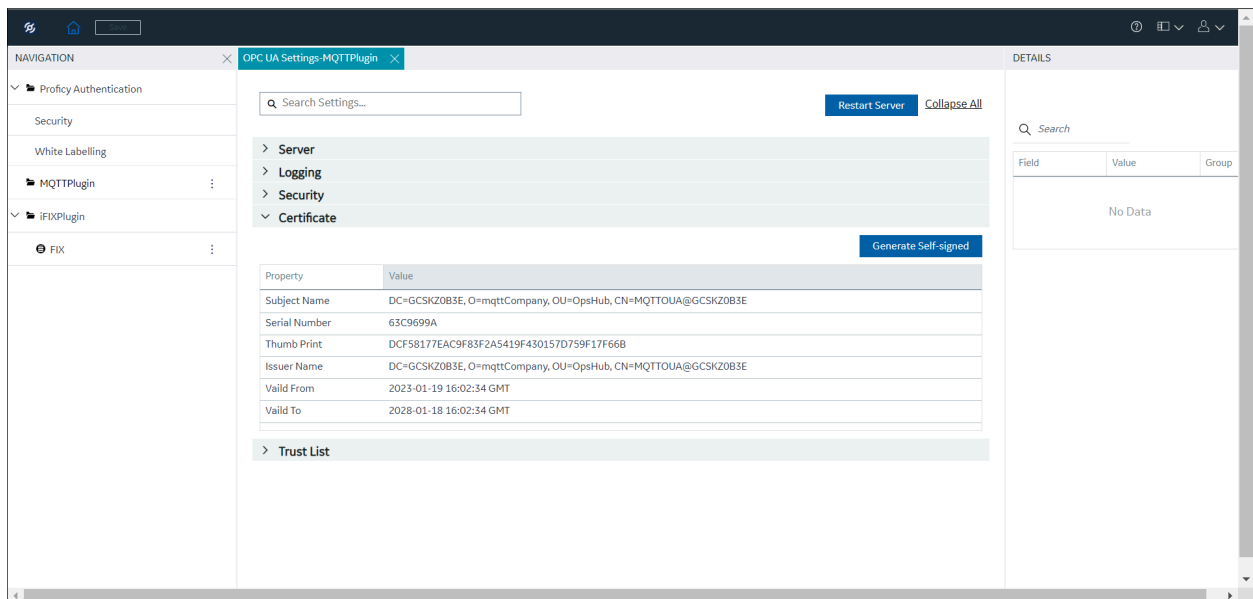 Save
NAVIGATION
OPC UA Settings-MQTTPlugin
DETAILS
Proficy Authentication
Security
White Labelling
MQTTPlugin
iFIXPlugin
FIX
Search Settings...
Restart Server
Collapse All
Server
Logging
Security
Certificate
Generate Self-signed
Property Value
Subject Name DC=GCSKZ0B3E, O=mqttCompany, OU=OpsHub, CN=MQTTOUA@GCSKZ0B3E
Serial Number 63C9699A
Thumb Print DCF58177EAC9F83F2A5419F430157D759F17F66B
Issuer Name DC=GCSKZ0B3E, O=mqttCompany, OU=OpsHub, CN=MQTTOUA@GCSKZ0B3E
Vaild From 2023-01-19 16:02:34 GMT
Vaild To 2028-01-18 16:02:34 GMT
Trust List
Search
Field Value Group
No Data